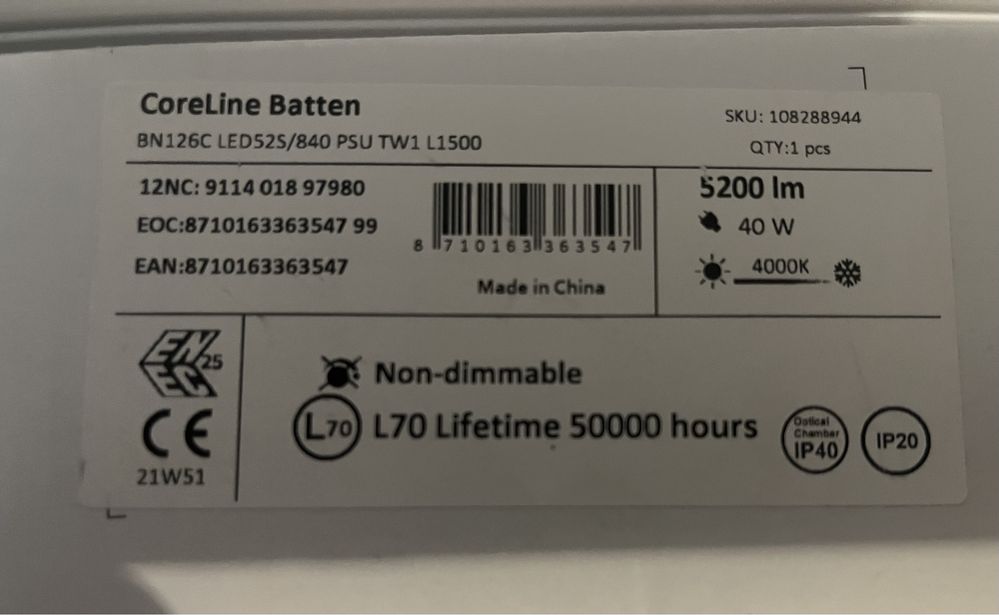 CoreLine Batten
BN126C LED52S/840 PSU TW1 L1500
SKU: 108288944
QTY:1 pcs
12NC: 9114 018 97980
EOC:8710163363547 99
EAN:8710163363547
8 710163 363547
Made in China
5200 lm
40 W
4000K
EN
EC
25
CE
21W51
Non-dimmable
L70
L70 Lifetime 50000 hours
Optical
Chamber
IP40
IP20